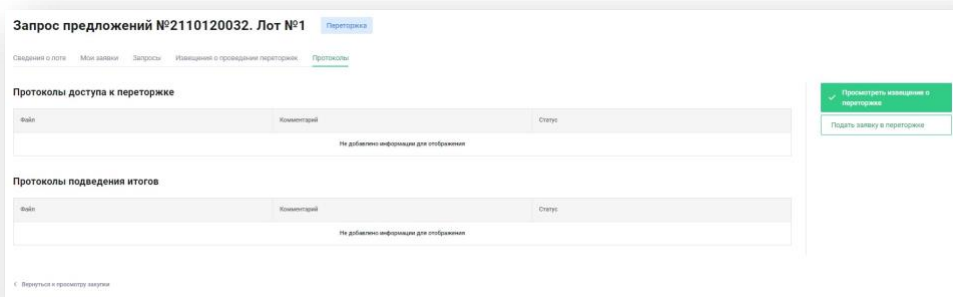 Запрос предложений №2110120032. Лот №1 Переторжка
Сведения о лоте Мои заявки Запросы Извещения о проведении переторжек Протоколы
Протоколы доступа к переторжке
Просмотреть извещение о
переторжке
Файл Комментарий Статус
Подать заявку в переторжке
Не добавлено информации для отображения
Протоколы подведения итогов
Файл Комментарий Статус
Не добавлено информации для отображения
Вернуться к просмотру закупки